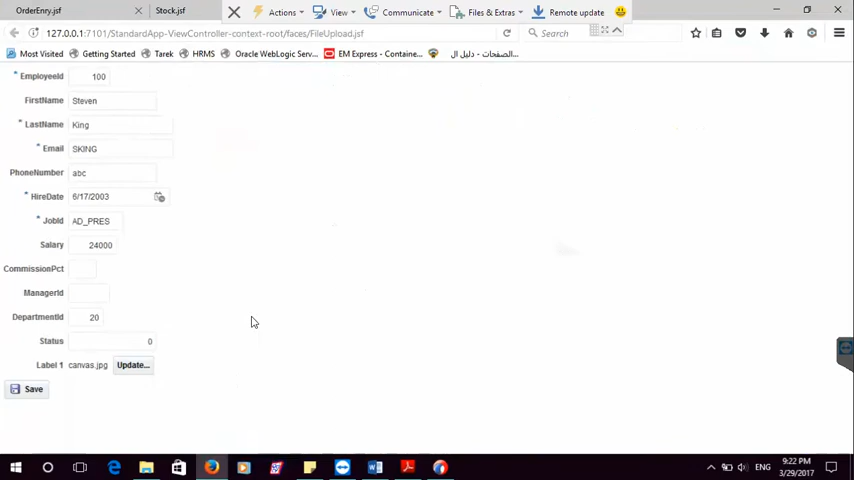 OrderEnry.jsf
Stock.jsf
Actions
View
Communicate
Files & Extras
Remote update
127.0.0.1:7101/StandardApp-ViewController-context-root/faces/FileUpload.jsf
Search
Most Visited
Getting Started
Tarek
HRMS
Oracle WebLogic Serv...
EM Express - Containe...
الصفحات - دليل ال...
* EmployeeId 100
FirstName Steven
* LastName King
* Email SKING
PhoneNumber abc
* HireDate 6/17/2003
* JobId AD_PRES
Salary 24000
CommissionPct
ManagerId
DepartmentId 20
Status 0
Label 1 canvas.jpg Update...
Save
ENG
9:22 PM
3/29/2017